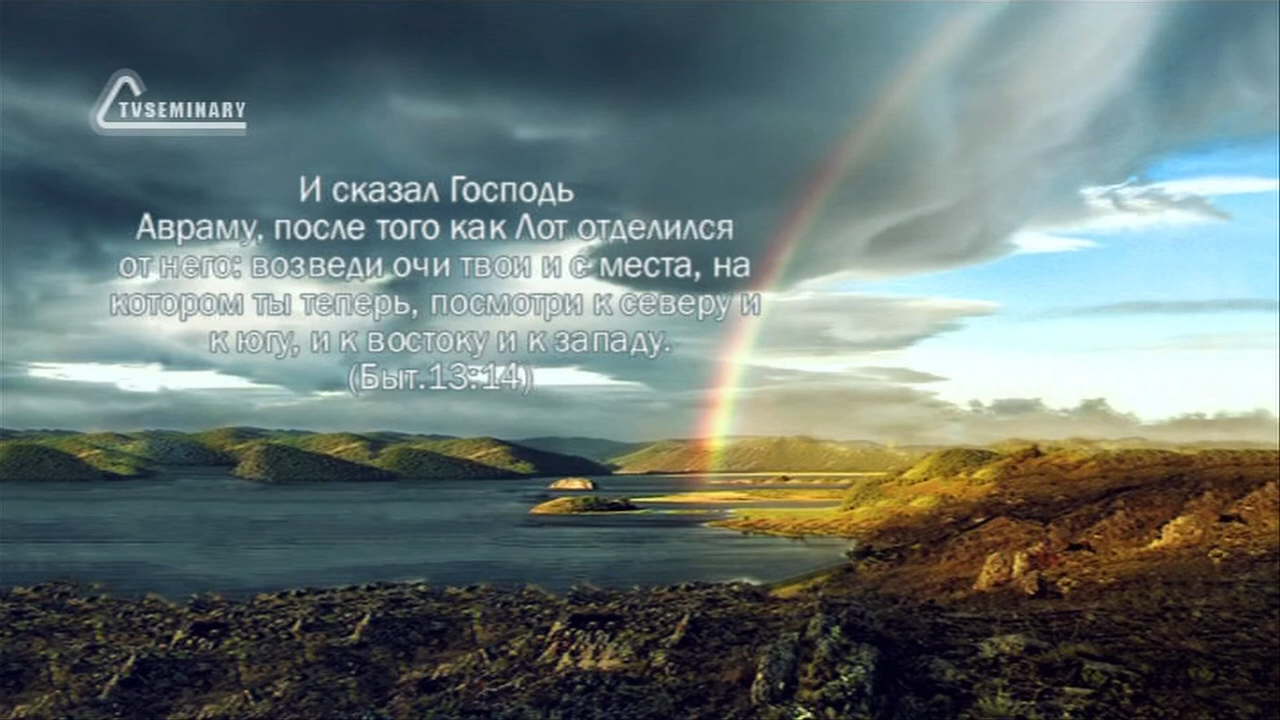 TVSEMINARY
И сказал Господь
Авраму, после того как Лот отделился
от него: возведи очи твои и с места, на
котором ты теперь, посмотри к северу и
к югу, и к востоку и к западу.
(Быт.13:14)